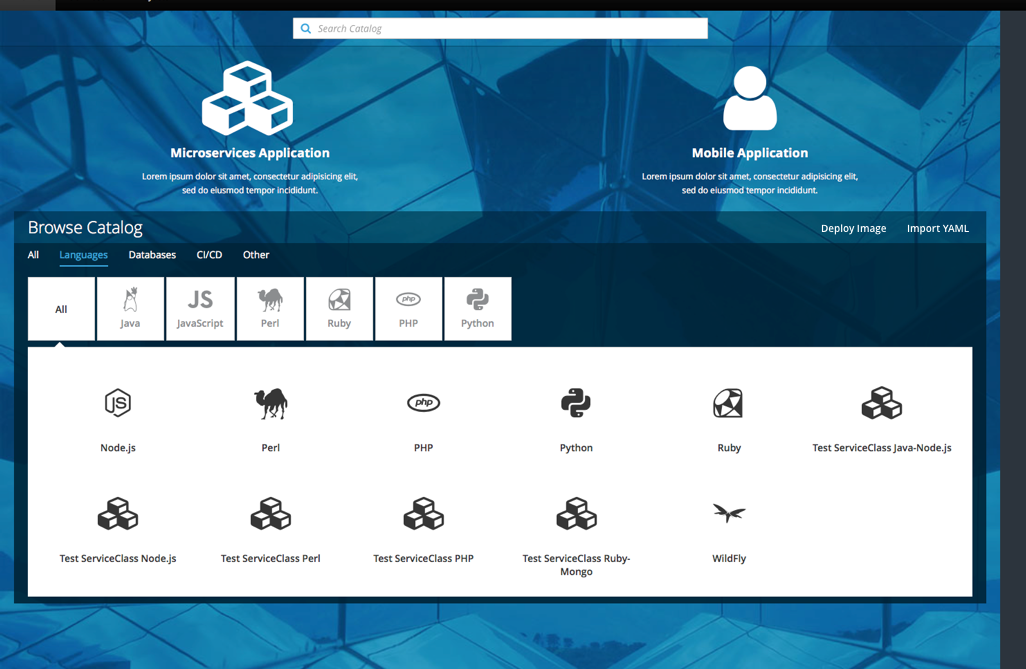 Search Catalog
Microservices Application
Lorem ipsum dolor sit amet, consectetur adipisicing elit,
sed do eiusmod tempor incididunt.
Mobile Application
Lorem ipsum dolor sit amet, consectetur adipisicing elit,
sed do eiusmod tempor incididunt.
Browse Catalog
Deploy Image
Import YAML
All
Languages
Databases
CI/CD
Other
All
Java
JS
JavaScript
Perl
Ruby
php
PHP
Python
JS
Node.js
Perl
php
PHP
Python
Ruby
Test ServiceClass Java-Node.js
Test ServiceClass Node.js
Test ServiceClass Perl
Test ServiceClass PHP
Test ServiceClass Ruby-
Mongo
WildFly